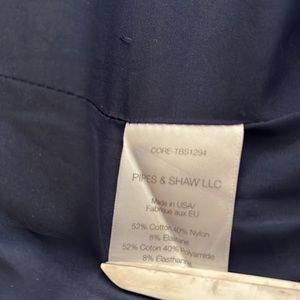 CORE-TBS1294
PIPES & SHAW LLC
Made in USA/
Fabriqué aux EU
52% Cotton 40% Nylon
8% Elastane
52% Coton 40% Polyamide
8% Elasthanne